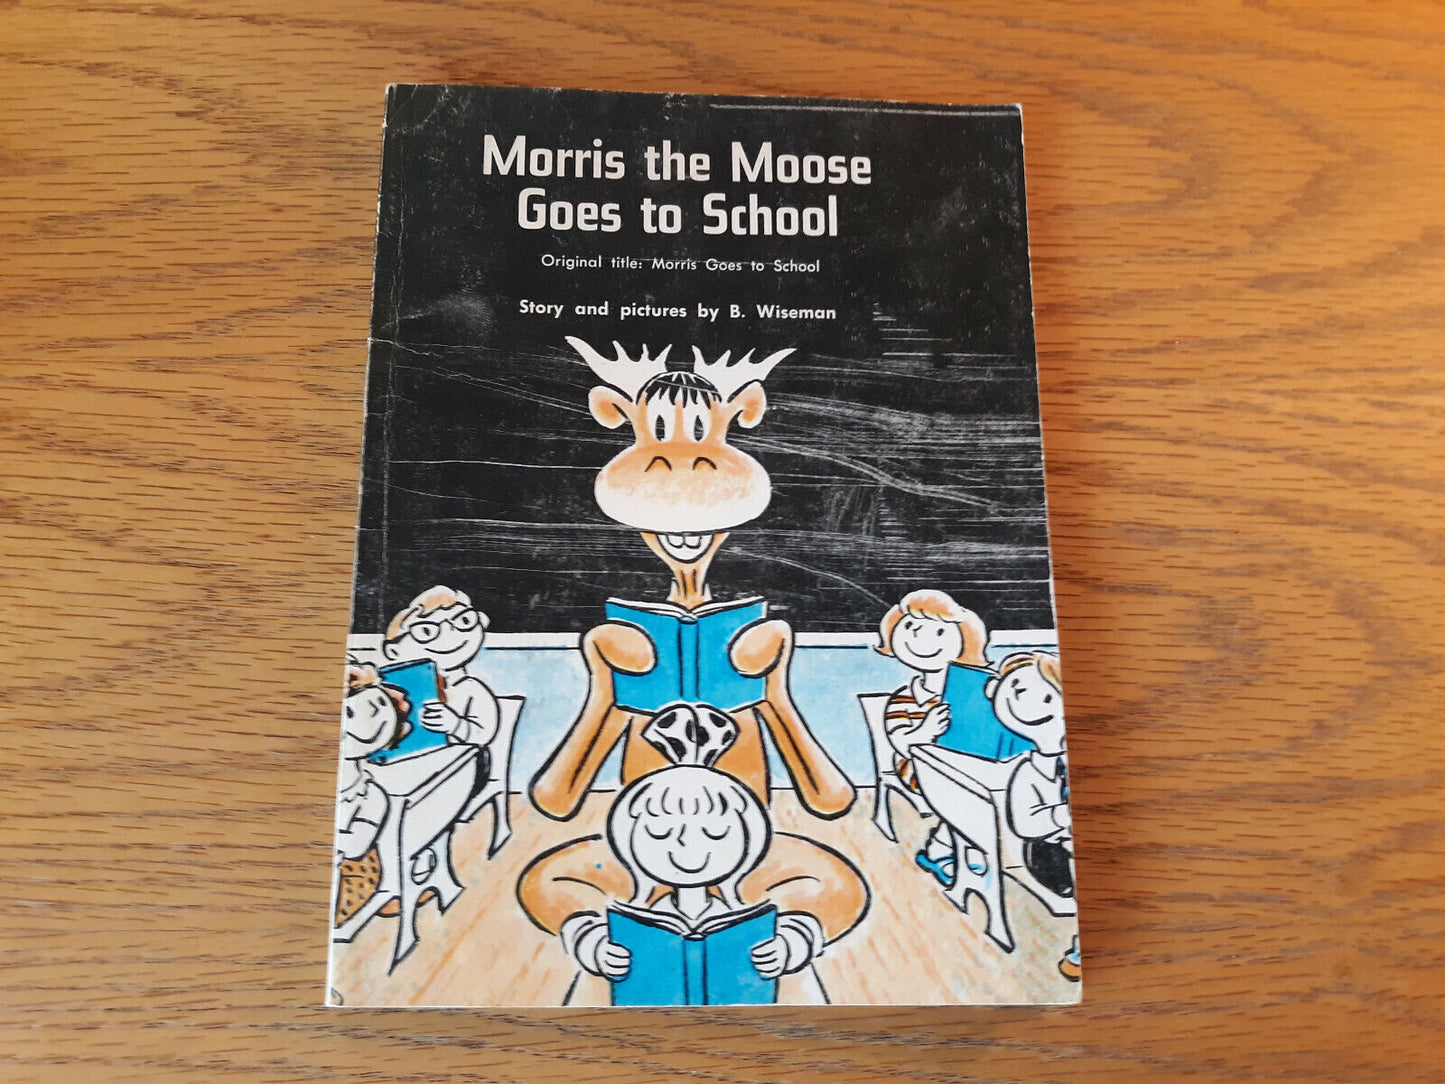 Morris the Moose
Goes to School
Original title: Morris Goes to School
Story and pictures by B. Wiseman